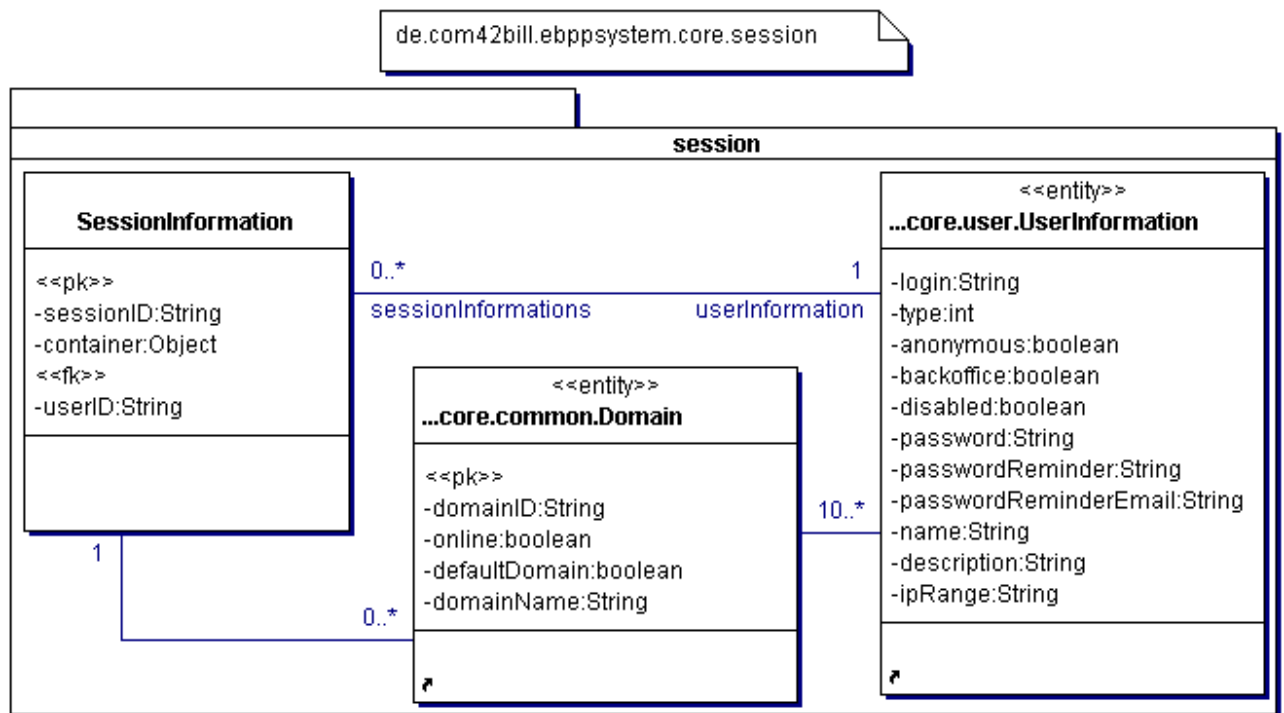 de.com42bill.ebppsystem.core.session
session
SessionInformation
<<pk>>
-sessionID:String
-container:Object
<<fk>>
-userID:String
0..*
1
sessionInformations
userInformation
<<entity>>
...core.user.UserInformation
-login:String
-type:int
-anonymous:boolean
-backoffice:boolean
-disabled:boolean
-password:String
-passwordReminder:String
-passwordReminderEmail:String
-name:String
-description:String
-ipRange:String
<<entity>>
...core.common.Domain
<<pk>>
-domainID:String
-online:boolean
-defaultDomain:boolean
-domainName:String
10..*
1
0..*